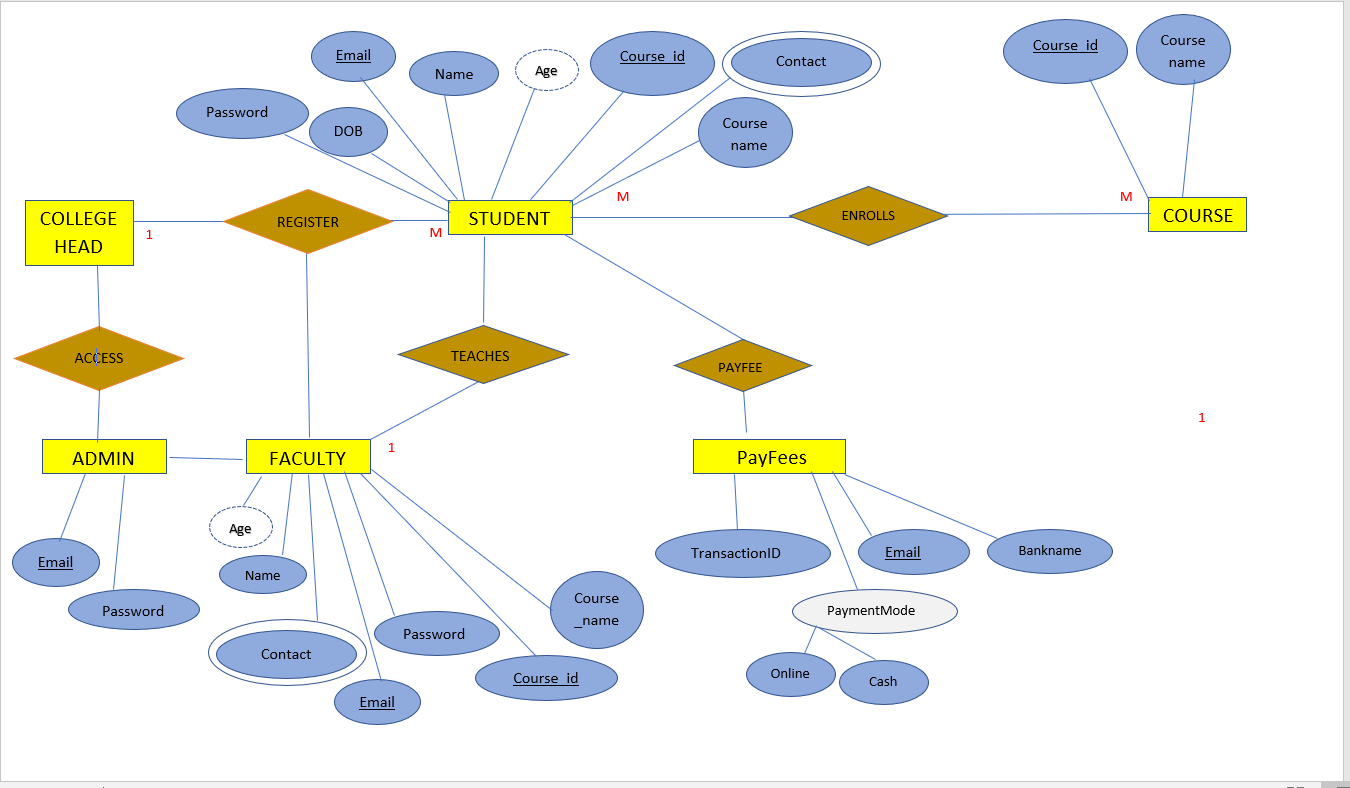 Email
Name
Age
Course_id
Contact
Course_id
Course
name
Password
DOB
Course
_name
COLLEGE
HEAD
REGISTER
STUDENT
M
ENROLLS
M
COURSE
1
M
ACCESS
TEACHES
PAYFEE
1
ADMIN
FACULTY
1
PayFees
Age
Email
Name
TransactionID
Email
Bankname
Password
Contact
Password
Course
_name
PaymentMode
Email
Course_id
Online
Cash